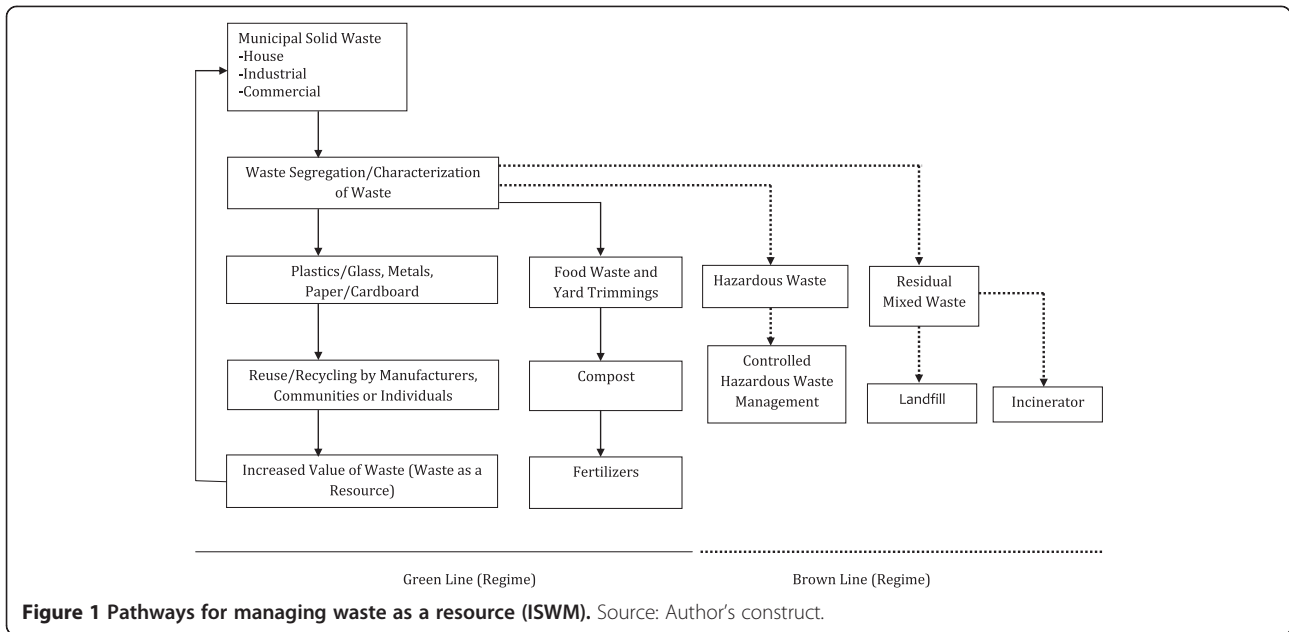 Municipal Solid Waste
-House
-Industrial
-Commercial
Waste Segregation/Characterization
of Waste
Plastics/Glass, Metals,
Paper/Cardboard
Food Waste and
Yard Trimmings
Hazardous Waste
Residual
Mixed Waste
Reuse/Recycling by Manufacturers,
Communities or Individuals
Compost
Controlled
Hazardous Waste
Management
Landfill
Incinerator
Increased Value of Waste (Waste as a
Resource)
Fertilizers
Green Line (Regime)
Brown Line (Regime)
Figure 1 Pathways for managing waste as a resource (ISWM). Source: Author's construct.